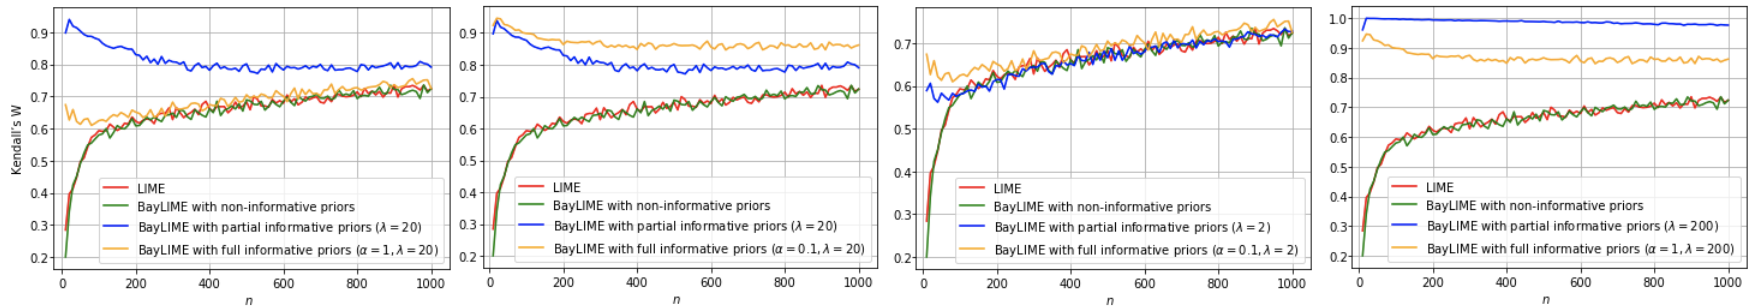 Kendall's W
0.9
0.8
0.7
0.6
0.5
0.4
0.3
0.2
LIME
BayLIME with non-informative priors
BayLIME with partial informative priors (λ = 20)
BayLIME with full informative priors (α = 1, λ = 20)
0 200 400 600 800 1000
n
0.9
0.8
0.7
0.6
0.5
0.4
0.3
0.2
LIME
BayLIME with non-informative priors
BayLIME with partial informative priors (λ = 20)
BayLIME with full informative priors (α = 0.1, λ = 20)
0 200 400 600 800 1000
n
0.7
0.6
0.5
0.4
0.3
0.2
LIME
BayLIME with non-informative priors
BayLIME with partial informative priors (λ = 2)
BayLIME with full informative priors (α = 0.1, λ = 2)
0 200 400 600 800 1000
n
1.0
0.9
0.8
0.7
0.6
0.5
0.4
0.3
0.2
LIME
BayLIME with non-informative priors
BayLIME with partial informative priors (λ = 200)
BayLIME with full informative priors (α = 1, λ = 200)
0 200 400 600 800 1000
n